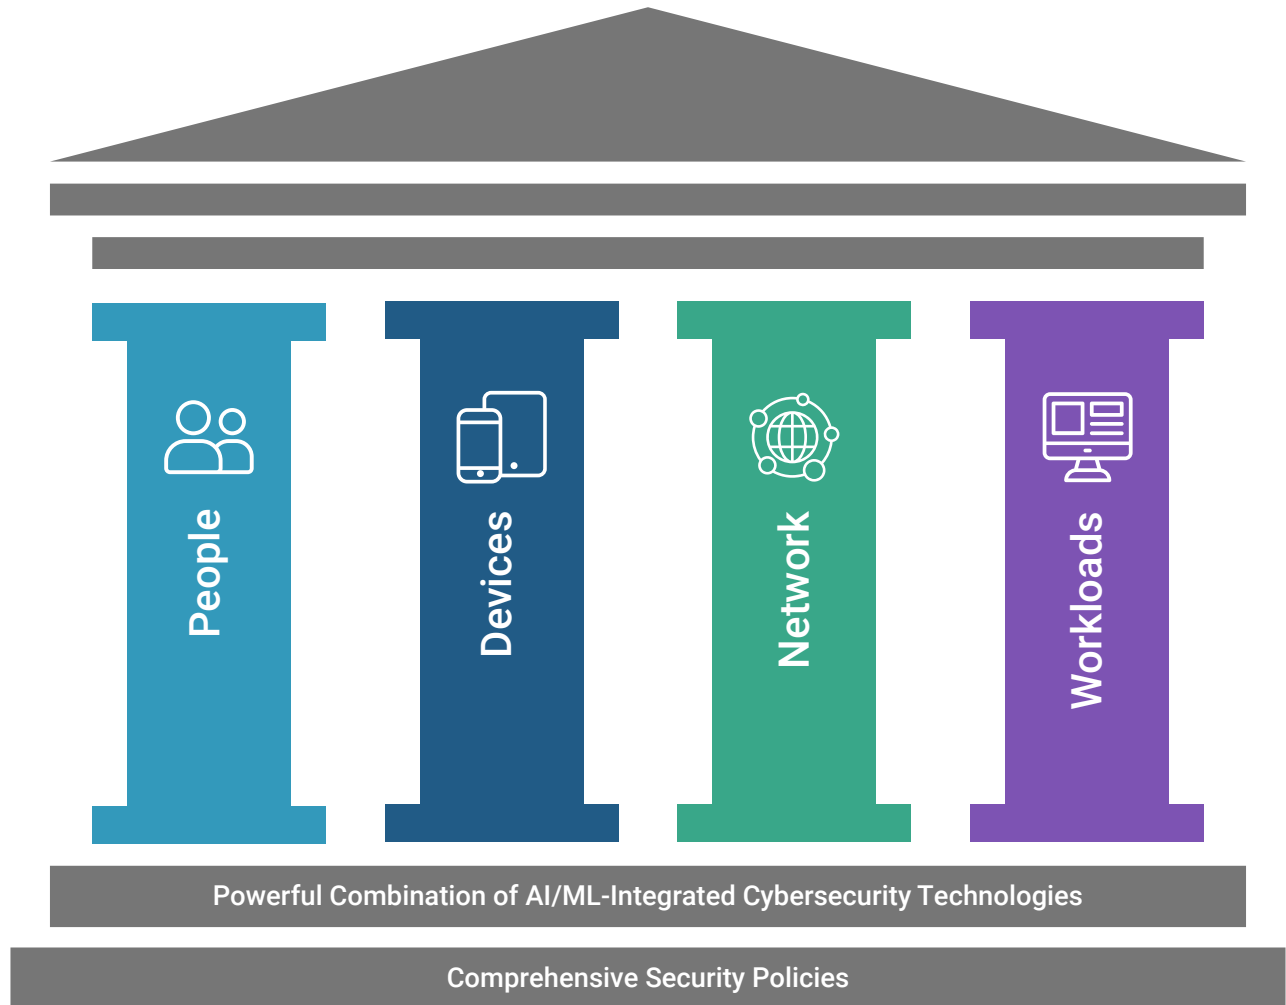 People
Devices
Network
Workloads
Powerful Combination of AI/ML-Integrated Cybersecurity Technologies
Comprehensive Security Policies